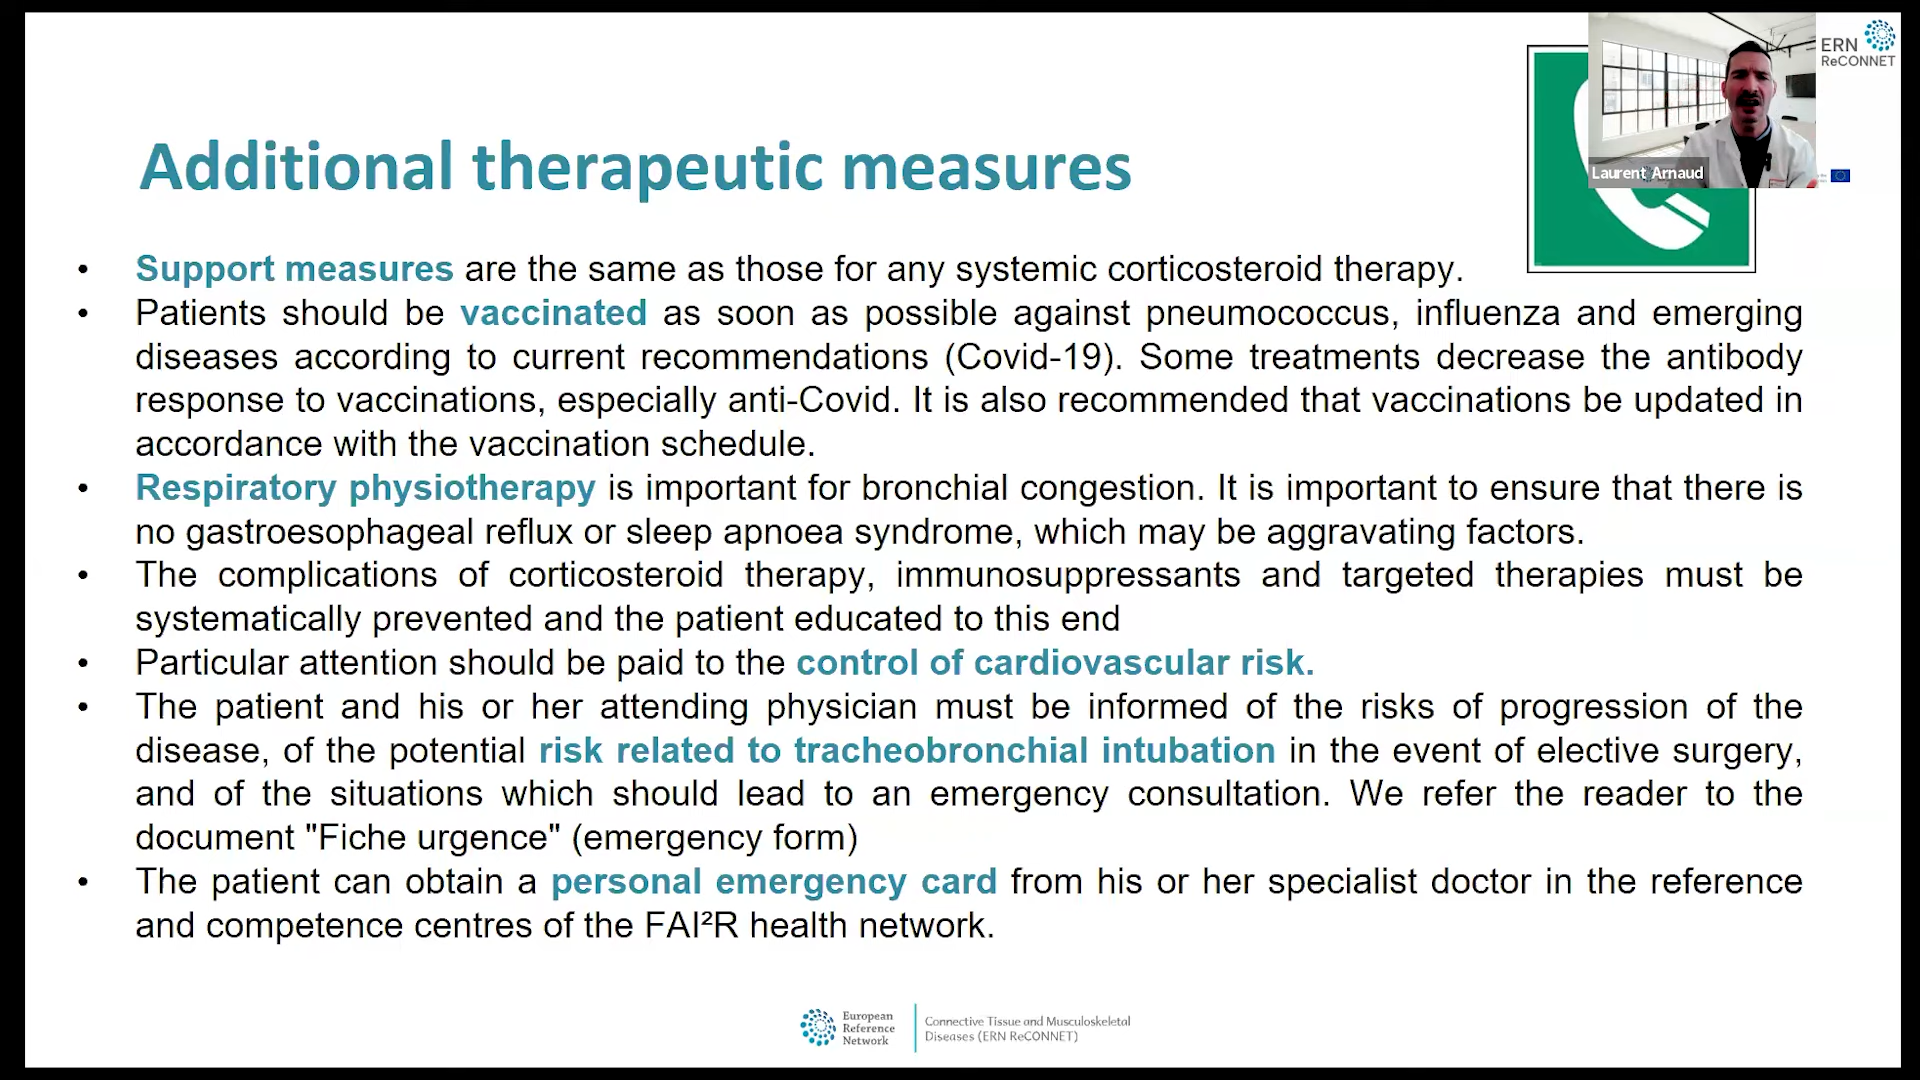 ERN
ReCONNET
Laurent Arnaud
Additional therapeutic measures
• Support measures are the same as those for any systemic corticosteroid therapy.
• Patients should be vaccinated as soon as possible against pneumococcus, influenza and emerging
diseases according to current recommendations (Covid-19). Some treatments decrease the antibody
response to vaccinations, especially anti-Covid. It is also recommended that vaccinations be updated in
accordance with the vaccination schedule.
• Respiratory physiotherapy is important for bronchial congestion. It is important to ensure that there is
no gastroesophageal reflux or sleep apnoea syndrome, which may be aggravating factors.
• The complications of corticosteroid therapy, immunosuppressants and targeted therapies must be
systematically prevented and the patient educated to this end
• Particular attention should be paid to the control of cardiovascular risk.
• The patient and his or her attending physician must be informed of the risks of progression of the
disease, of the potential risk related to tracheobronchial intubation in the event of elective surgery,
and of the situations which should lead to an emergency consultation. We refer the reader to the
document "Fiche urgence" (emergency form)
• The patient can obtain a personal emergency card from his or her specialist doctor in the reference
and competence centres of the FAI²R health network.
European
Reference
Network
Connective Tissue and Musculoskeletal
Diseases (ERN ReCONNET)